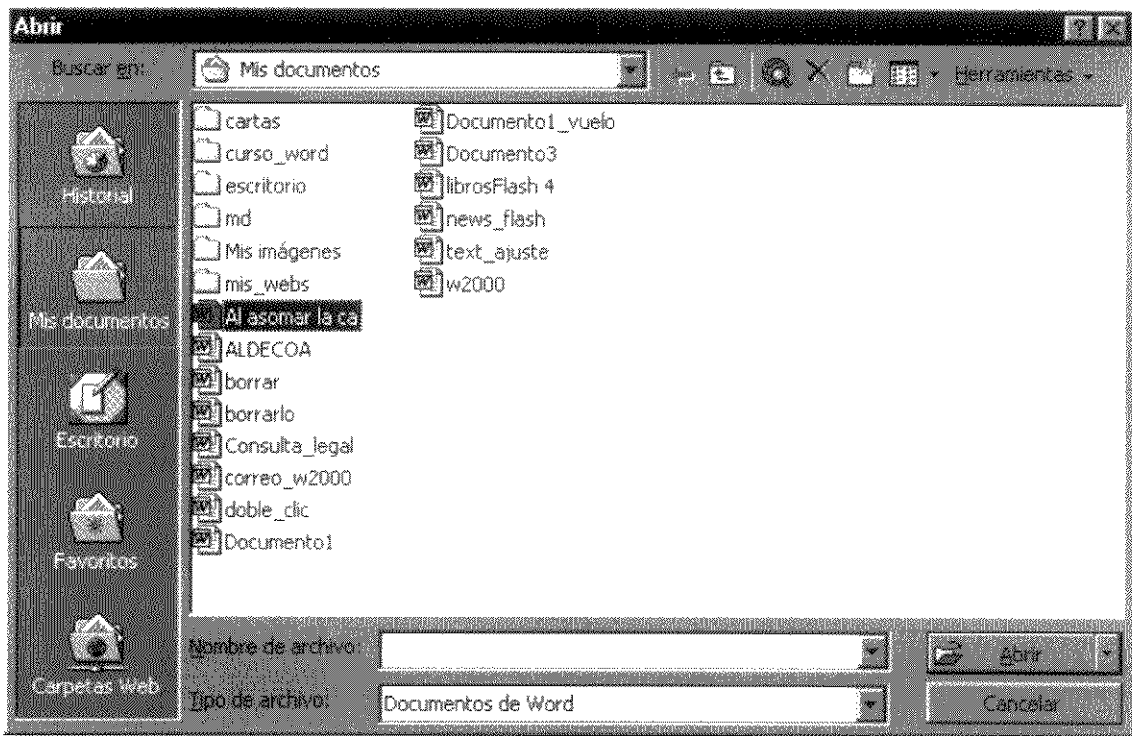 Abrir
Buscar en: Mis documentos Herramientas
Historial
Mis documentos
Escritorio
Favoritos
Carpetas Web
cartas
curso_word
escritorio
md
Mis imágenes
mis_webs
Al asomar la ca
ALDECOA
borrar
borrarlo
Consulta_legal
correo_w2000
doble_clic
Documento1
Documento1_vuelo
Documento3
librosFlash 4
news_flash
text_ajuste
w2000
Nombre de archivo: Abrir
Tipo de archivo: Documentos de Word Cancelar